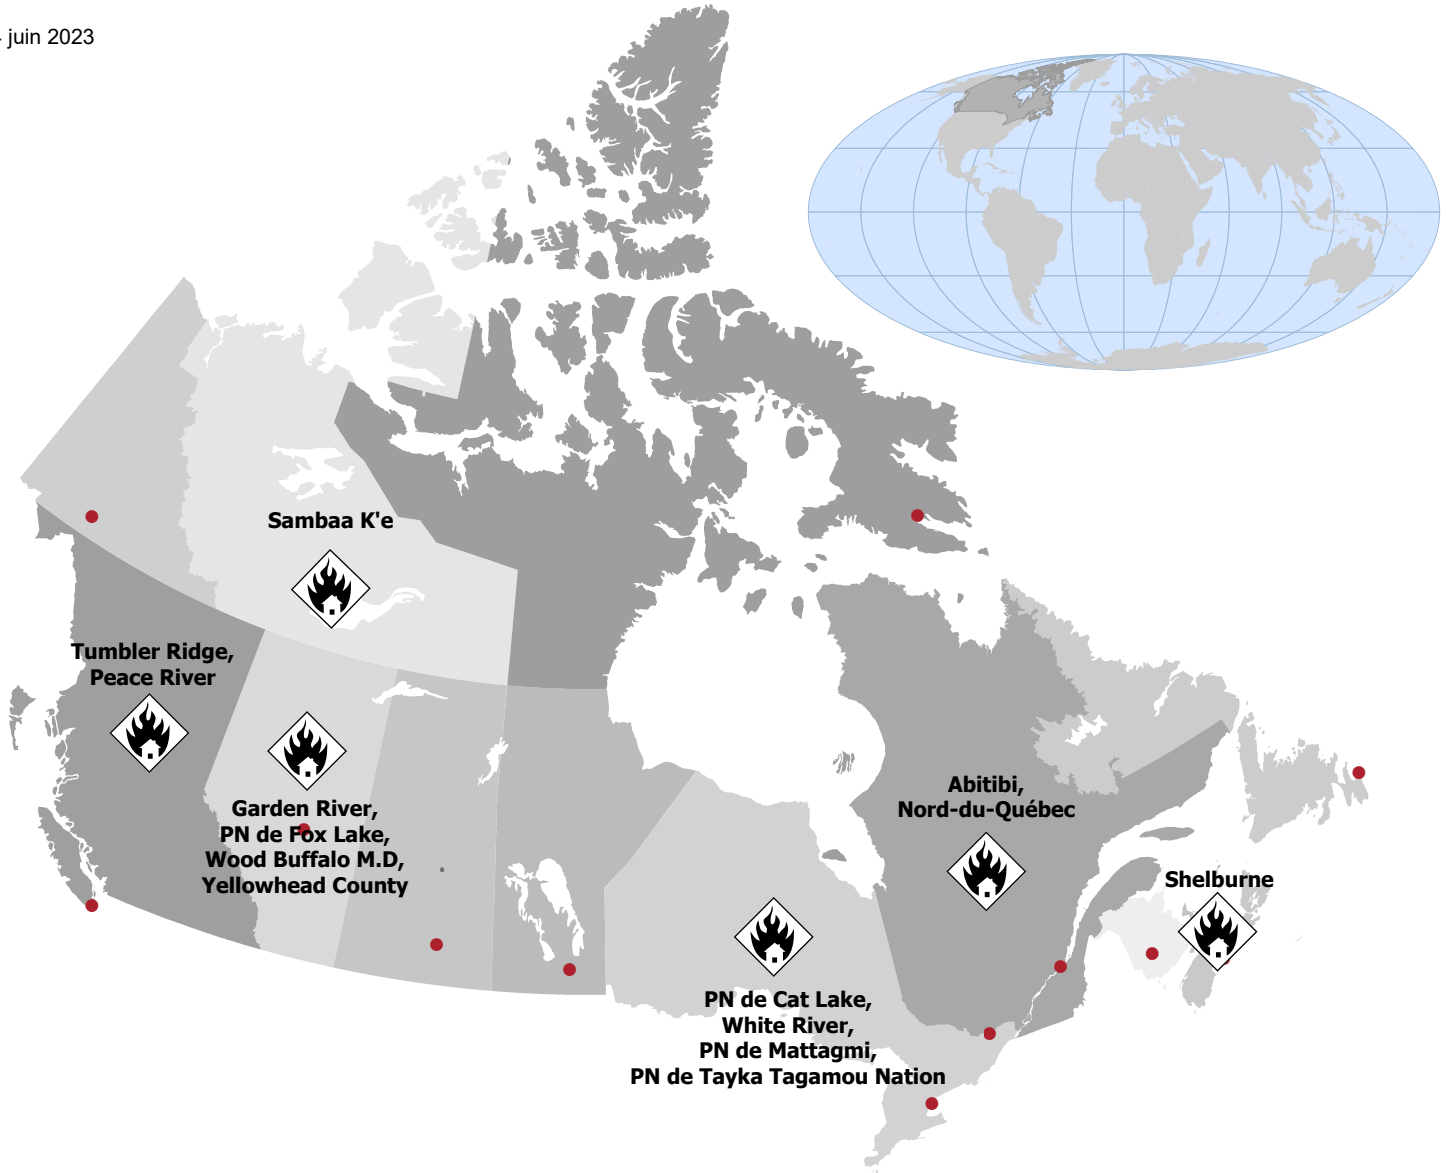 juin 2023
Sambaa K'e
Tumbler Ridge,
Peace River
Garden River,
PN de Fox Lake,
Wood Buffalo M.D,
Yellowhead County
Abitibi,
Nord-du-Québec
Shelburne
PN de Cat Lake,
White River,
PN de Mattagmi,
PN de Tayka Tagamou Nation